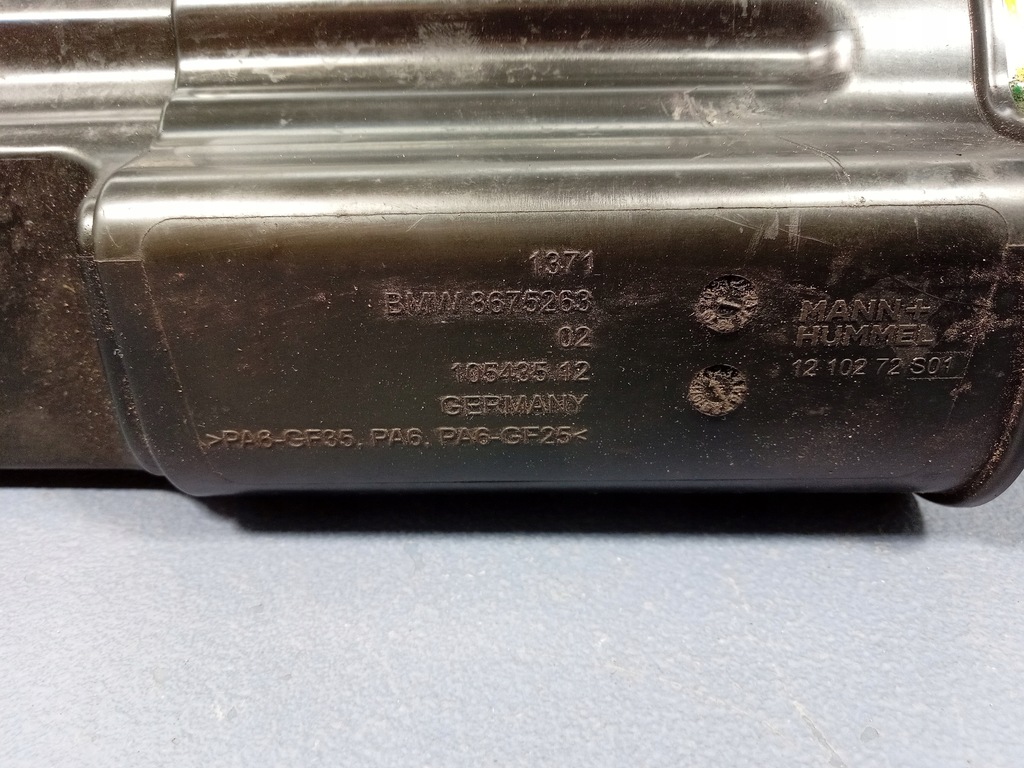 1371
BMW 8675263
02
105435.12
GERMANY
>PA6-GF35, PA6, PA6-GF25<
MANN+
HUMMEL
12 102 72 S01